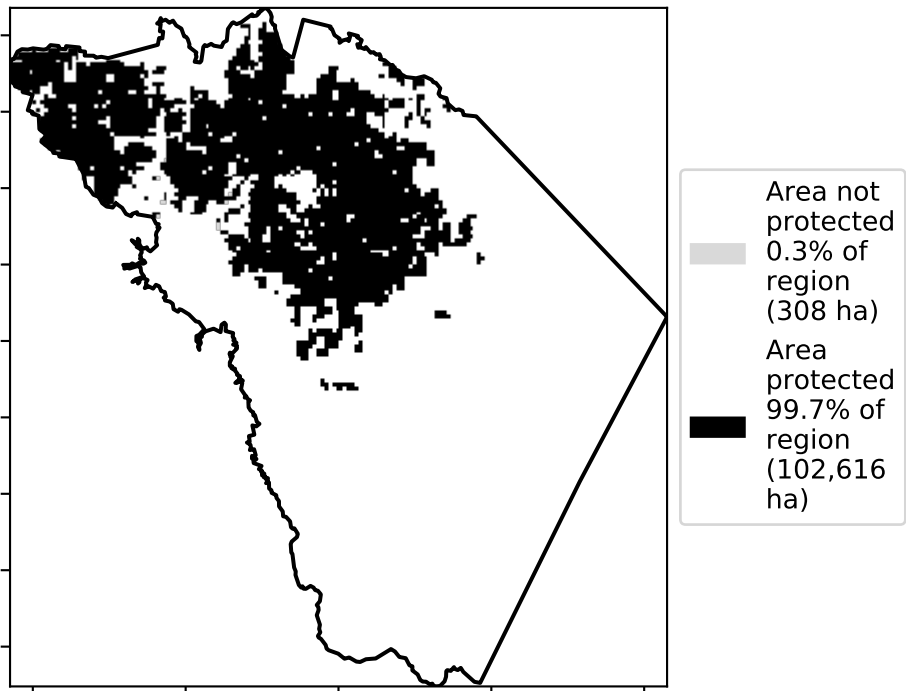 Area not
protected
0.3% of
region
(308 ha)
Area
protected
99.7% of
region
(102,616
ha)